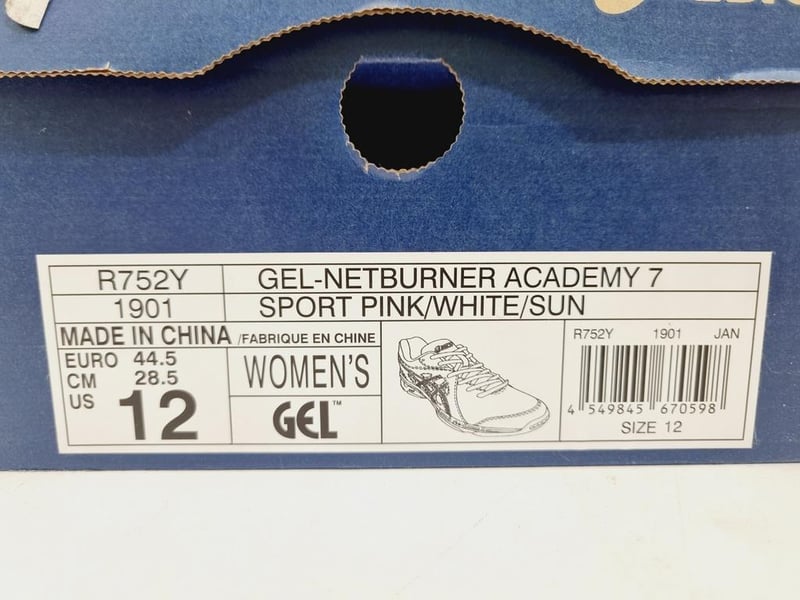 R752Y GEL-NETBURNER ACADEMY 7
1901 SPORT PINK/WHITE/SUN
MADE IN CHINA /FABRIQUE EN CHINE
EURO 44.5
CM 28.5
US 12
WOMEN'S
GEL™
R752Y 1901 JAN
4 549845 670598
SIZE 12